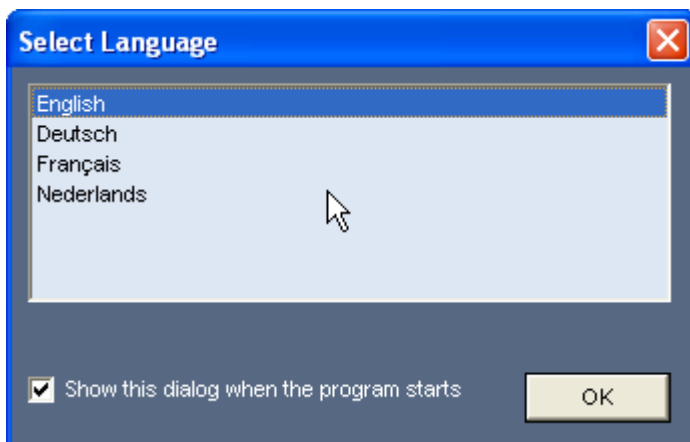 Select Language
English
Deutsch
Français
Nederlands
Show this dialog when the program starts
OK